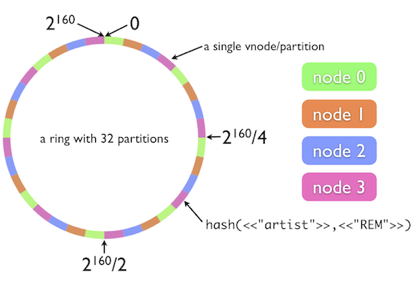 2160
0
a single vnode/partition
node 0
node 1
a ring with 32 partitions
2160/4
node 2
node 3
hash(<<"artist">>,<<"REM">>)
2160/2